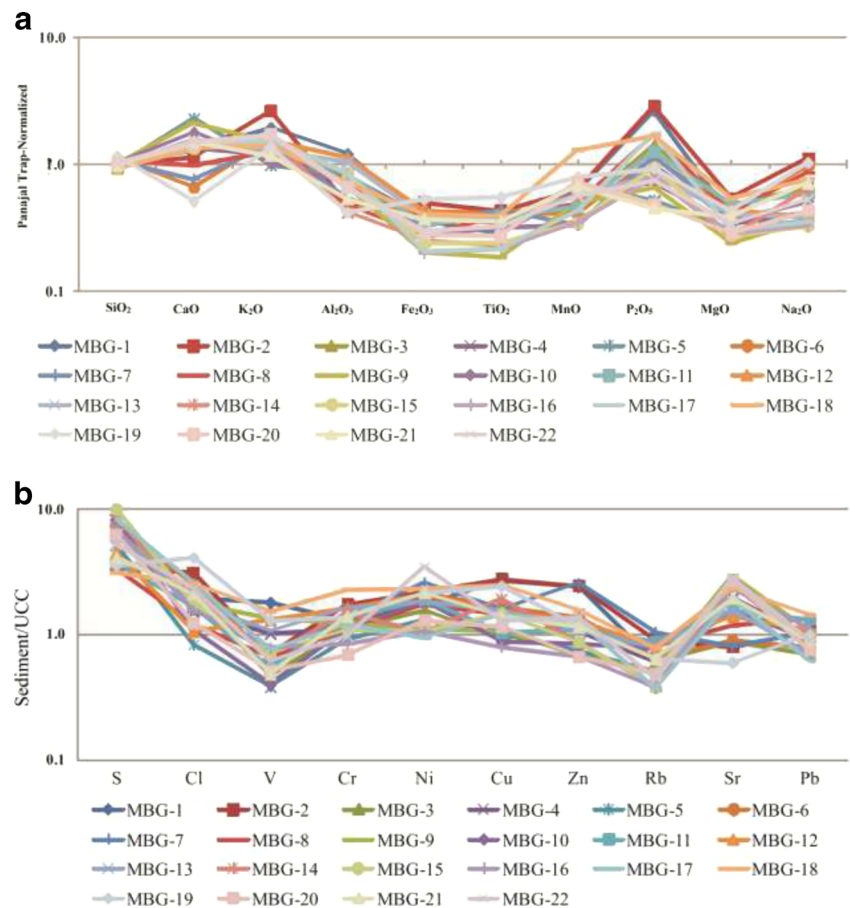 a
10.0
1.0
0.1
Panajal Trap-Normalized
SiO₂ CaO K₂O Al₂O₃ Fe₂O₃ TiO₂ MnO P₂O₅ MgO Na₂O
MBG-1 MBG-2 MBG-3 MBG-4 MBG-5 MBG-6
MBG-7 MBG-8 MBG-9 MBG-10 MBG-11 MBG-12
MBG-13 MBG-14 MBG-15 MBG-16 MBG-17 MBG-18
MBG-19 MBG-20 MBG-21 MBG-22
b
10.0
1.0
0.1
Sediment/UCC
S Cl V Cr Ni Cu Zn Rb Sr Pb
MBG-1 MBG-2 MBG-3 MBG-4 MBG-5 MBG-6
MBG-7 MBG-8 MBG-9 MBG-10 MBG-11 MBG-12
MBG-13 MBG-14 MBG-15 MBG-16 MBG-17 MBG-18
MBG-19 MBG-20 MBG-21 MBG-22